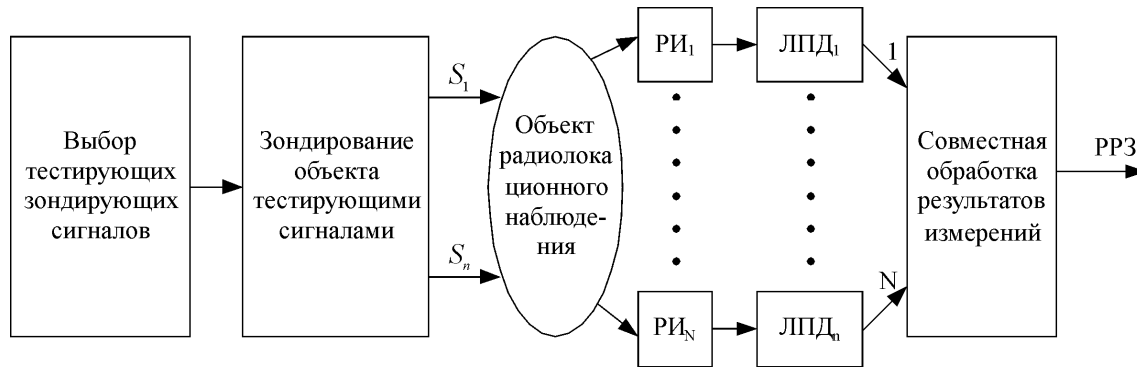 Выбор
тестирующих
зондирующих
сигналов
Зондирование
объекта
тестирующими
сигналами
S₁
Sₙ
Объект
радиолока
ционного
наблюде-
ния
РИ₁
ЛПД₁
РИ_N
ЛПДₙ
1
N
Совместная
обработка
результатов
измерений
РРЗ